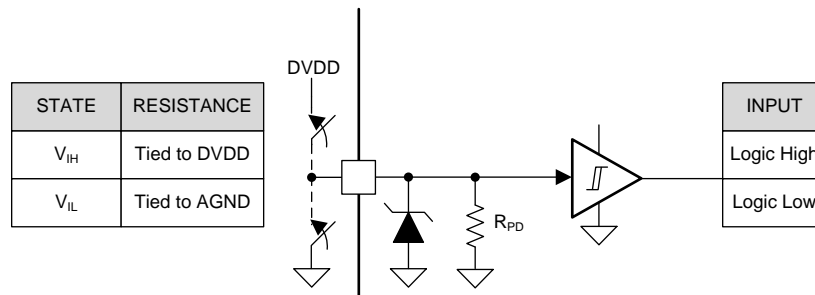 DVDD
STATE RESISTANCE
V_IH Tied to DVDD
V_IL Tied to AGND
R_PD
INPUT
Logic High
Logic Low